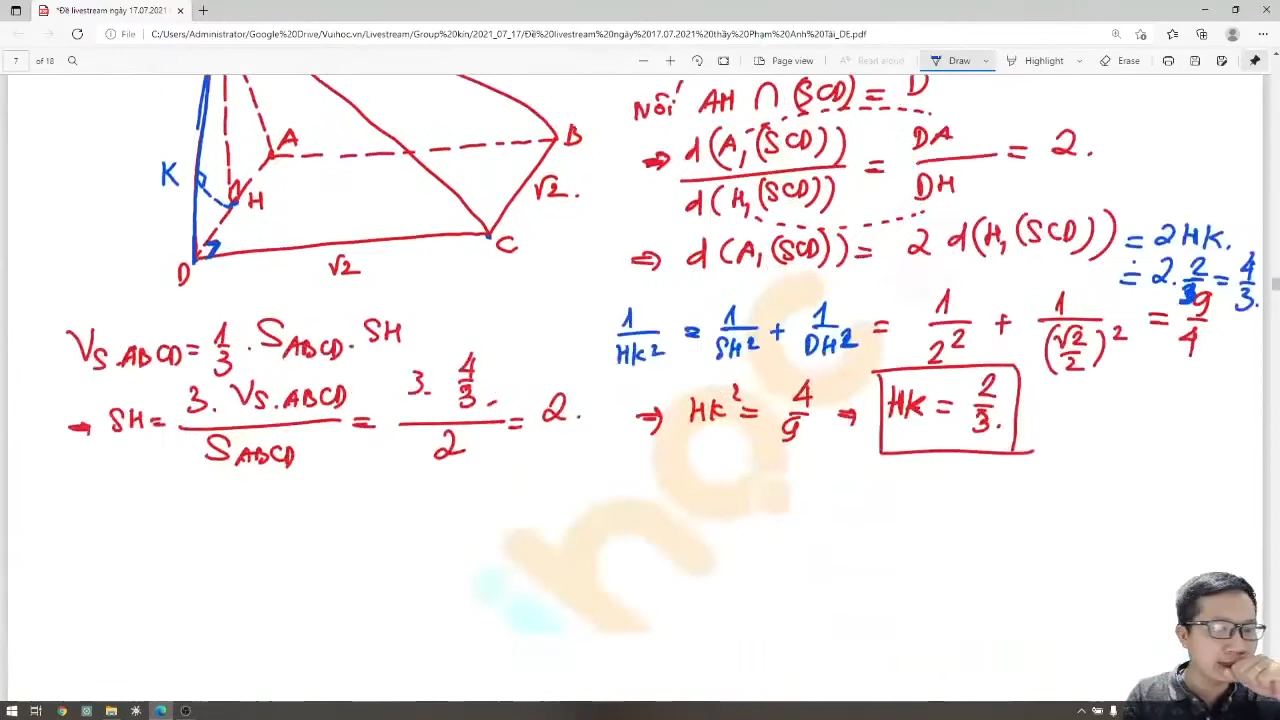 *Đề livestream ngày 17.07.2021
File
C:/Users/Administrator/Google%20Drive/Vuihoc.vn/Livestream/Group%20kin/2021_07_17/Đề%20livestream%20ngày%2017.07.2021%20thầy%20Phạm%20Anh%20Tài_DE.pdf
7 of 18
Page view
Read aloud
Draw
Highlight
Erase
Nối AH ∩ (SCD) = D
⇒ d(A, (SCD)) / d(H, (SCD)) = DA / DH = 2.
⇒ d(A, (SCD)) = 2 d(H, (SCD)) = 2HK.
= 2. 2/3 = 4/3.
A
B
K
H
√2.
C
D
√2
V S.ABCD = 1/3 . S ABCD . SH
→ SH = 3. V S.ABCD / S ABCD = 3. 4/3 / 2 = 2.
1/HK² = 1/SH² + 1/DH² = 1/2² + 1/(√2/2)² = 9/4
⇒ HK² = 4/9 ⇒ HK = 2/3.